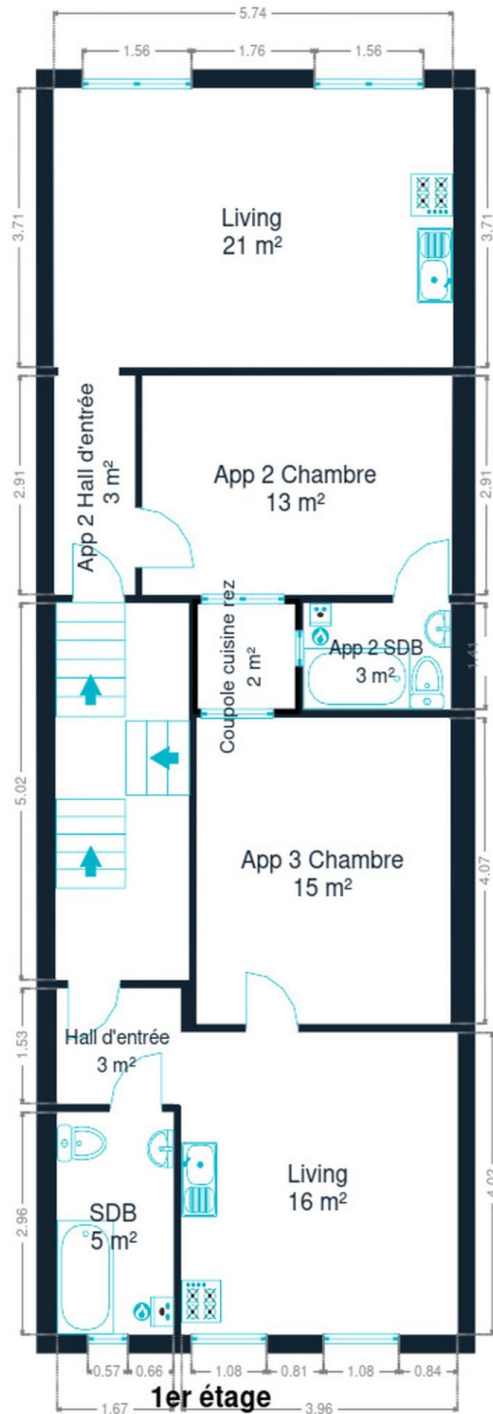 5.74
1.56
1.76
1.56
3.71
3.71
Living
21 m²
App 2 Hall d'entrée
3 m²
2.91
2.91
App 2 Chambre
13 m²
Coupole cuisine rez
2 m²
App 2 SDB
3 m²
1.41
5.02
App 3 Chambre
15 m²
4.07
Hall d'entrée
3 m²
1.53
Living
16 m²
4.02
SDB
5 m²
2.96
0.57
0.66
1.08
0.81
1.08
0.84
1.67
1er étage
3.96